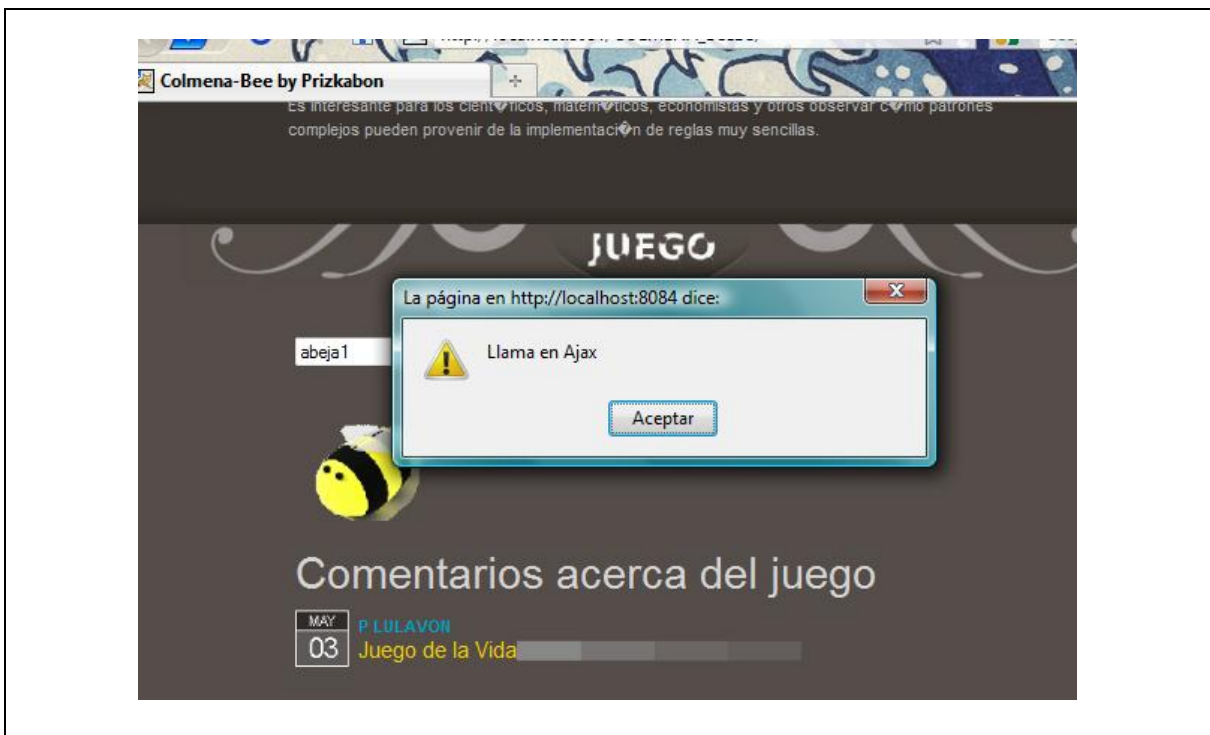 Colmena-Bee by Prizkabon
Es interesante para los cient�ficos, matem�ticos, economistas y otros observar c�mo patrones
complejos pueden provenir de la implementaci�n de reglas muy sencillas.
JUEGO
La página en http://localhost:8084 dice:
abeja1
Llama en Ajax
Aceptar
Comentarios acerca del juego
MAY
03
P LULAVON
Juego de la Vida